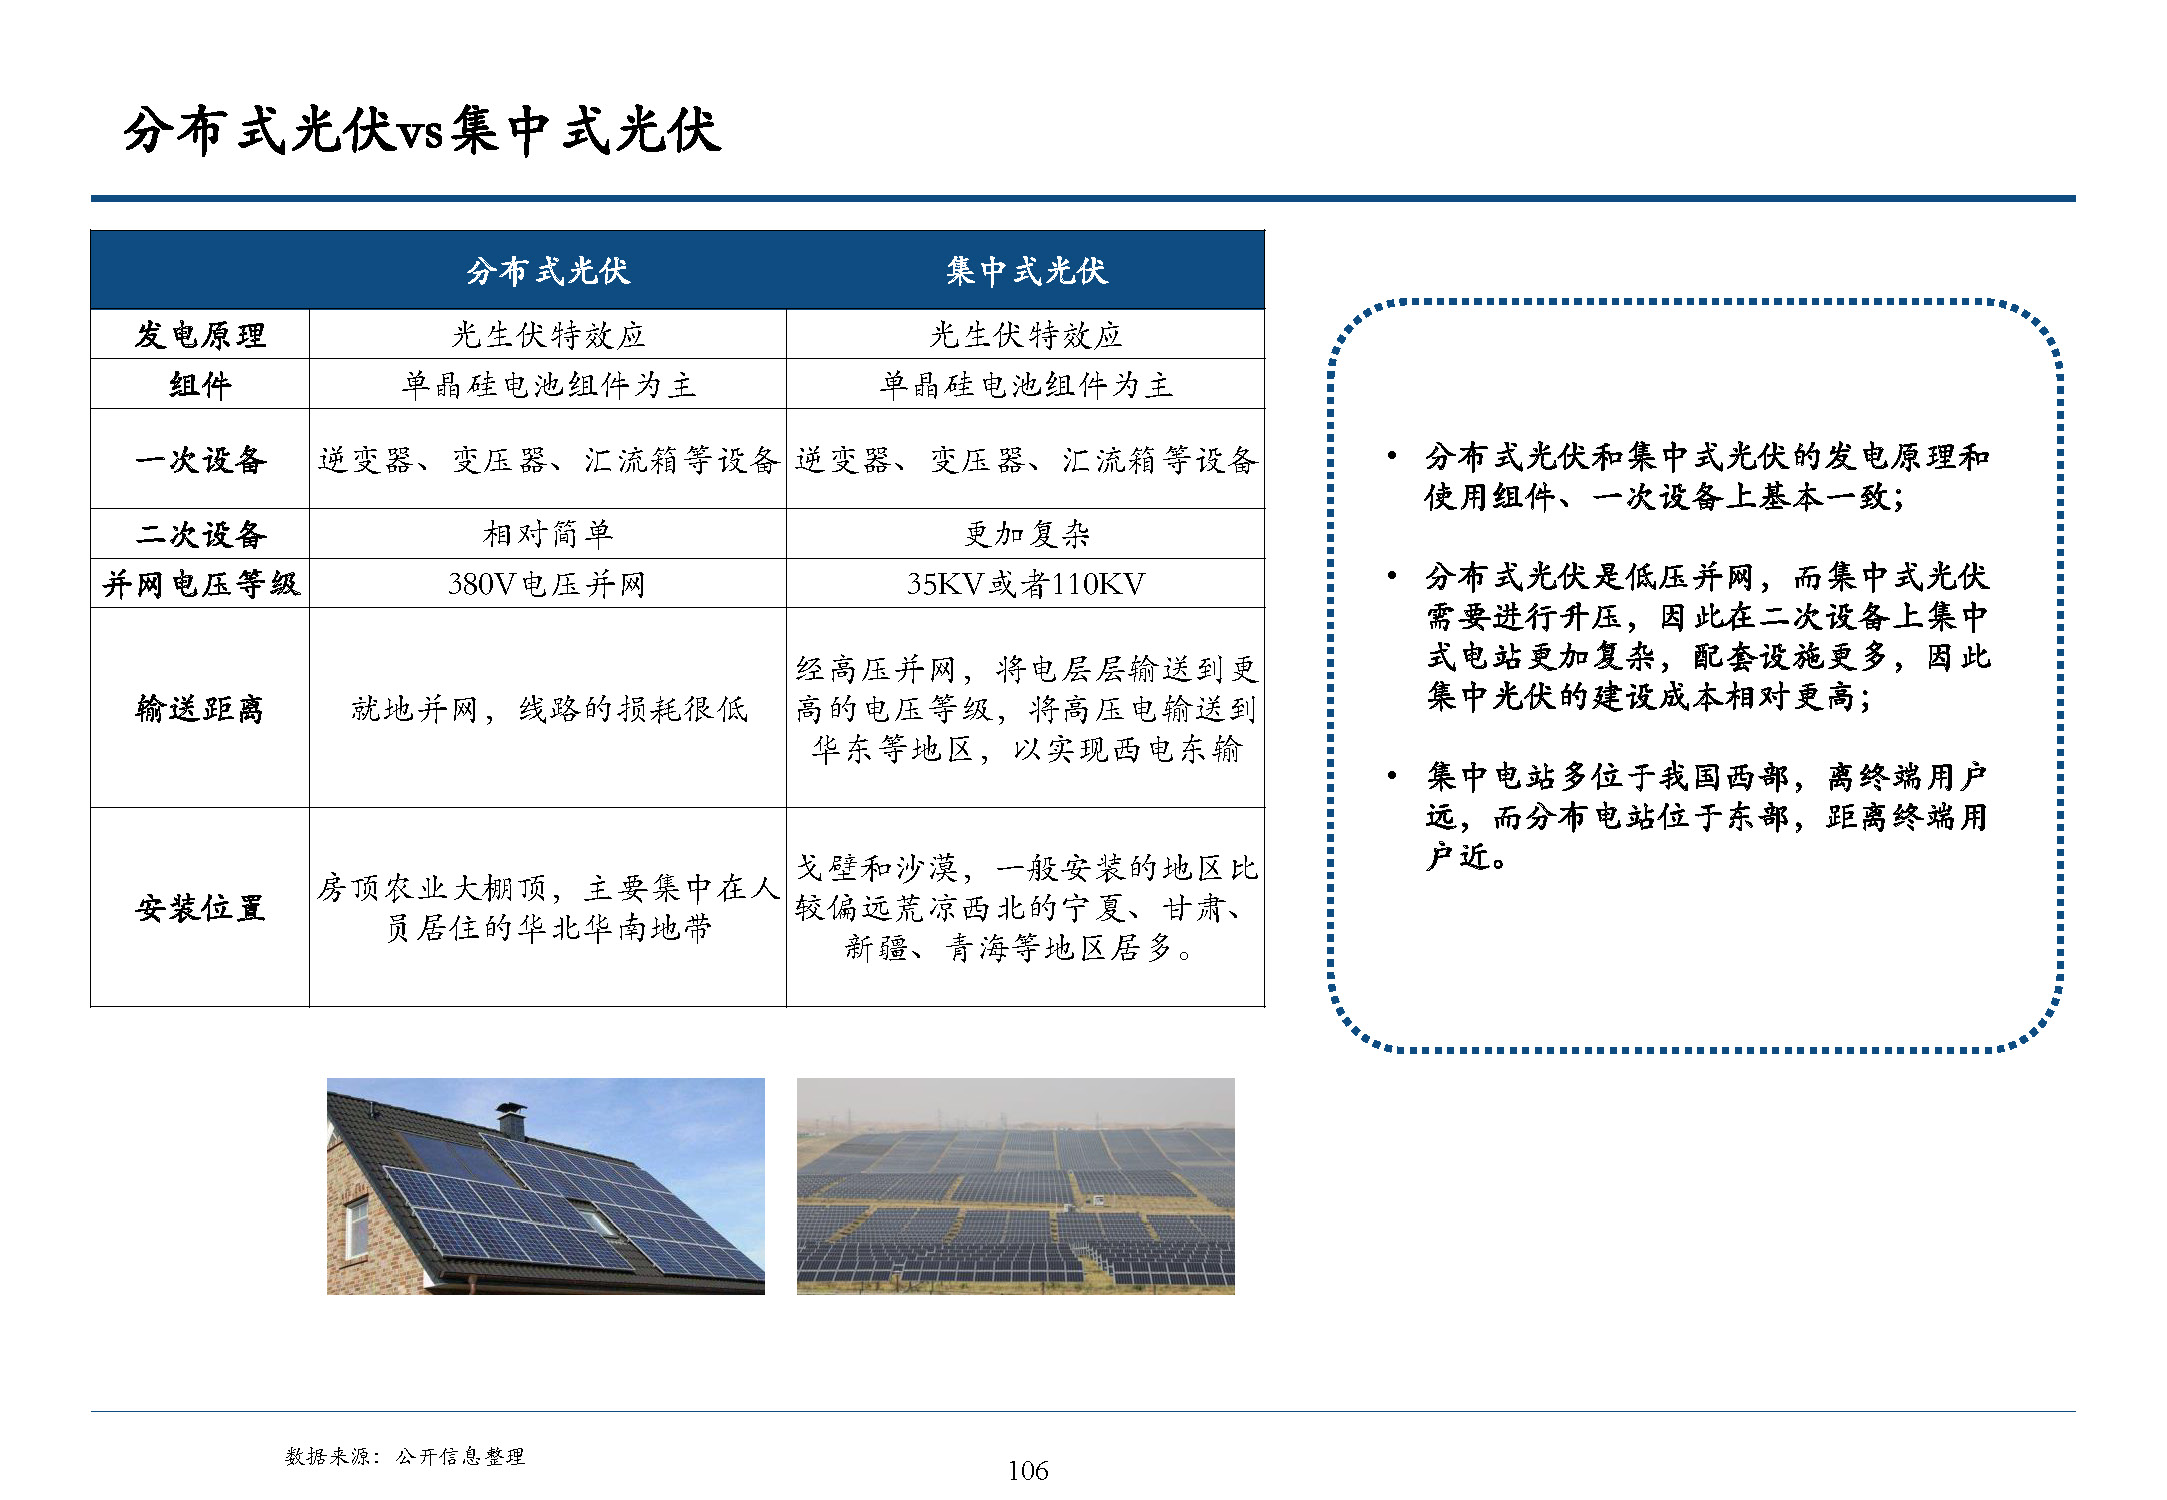 分布式光伏vs集中式光伏
分布式光伏
集中式光伏
发电原理
光生伏特效应
光生伏特效应
组件
单晶硅电池组件为主
单晶硅电池组件为主
一次设备
逆变器、变压器、汇流箱等设备
逆变器、变压器、汇流箱等设备
二次设备
相对简单
更加复杂
并网电压等级
380V电压并网
35KV或者110KV
输送距离
就地并网，线路的损耗很低
经高压并网，将电层层输送到更
高的电压等级，将高压电输送到
华东等地区，以实现西电东输
安装位置
房顶农业大棚顶，主要集中在人
员居住的华北华南地带
戈壁和沙漠，一般安装的地区比
较偏远荒凉西北的宁夏、甘肃、
新疆、青海等地区居多。
• 分布式光伏和集中式光伏的发电原理和
使用组件、一次设备上基本一致；
• 分布式光伏是低压并网，而集中式光伏
需要进行升压，因此在二次设备上集中
式电站更加复杂，配套设施更多，因此
集中光伏的建设成本相对更高；
• 集中电站多位于我国西部，离终端用户
远，而分布电站位于东部，距离终端用
户近。
数据来源：公开信息整理
106